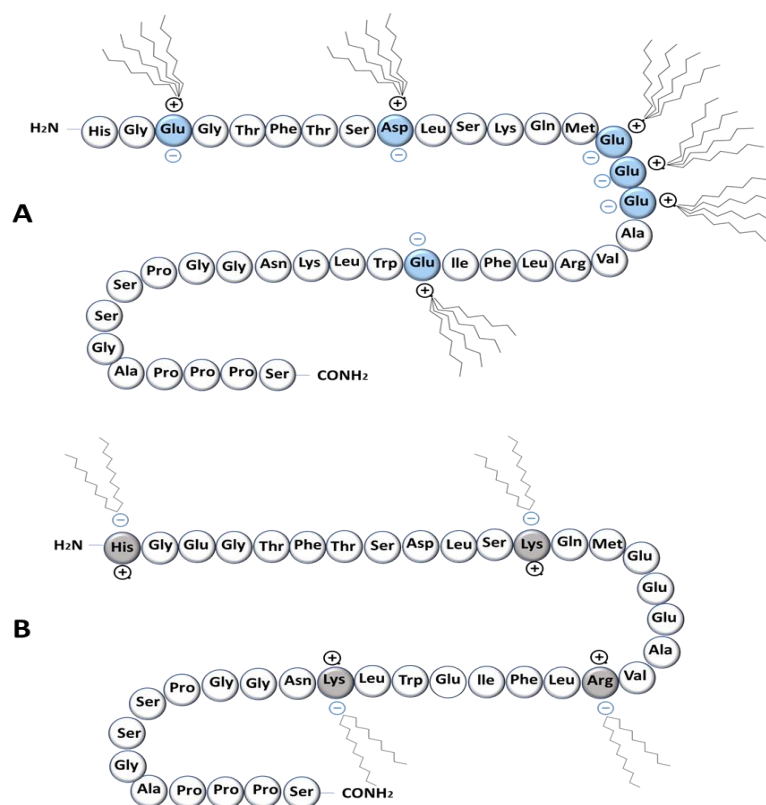 H₂N His Gly Glu Gly Thr Phe Thr Ser Asp Leu Ser Lys Gln Met Glu
Glu
Glu
A
Ala
Pro Gly Gly Asn Lys Leu Trp Glu Ile Phe Leu Arg Val
Ser
Ser
Gly
Ala Pro Pro Pro Ser CONH₂
H₂N His Gly Glu Gly Thr Phe Thr Ser Asp Leu Ser Lys Gln Met Glu
Glu
Glu
B
Ala
Pro Gly Gly Asn Lys Leu Trp Glu Ile Phe Leu Arg Val
Ser
Ser
Gly
Ala Pro Pro Pro Ser CONH₂